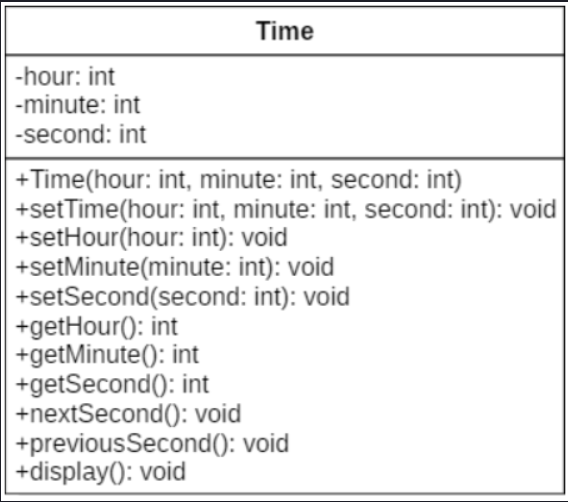 Time
-hour: int
-minute: int
-second: int
+Time(hour: int, minute: int, second: int)
+setTime(hour: int, minute: int, second: int): void
+setHour(hour: int): void
+setMinute(minute: int): void
+setSecond(second: int): void
+getHour(): int
+getMinute(): int
+getSecond(): int
+nextSecond(): void
+previousSecond(): void
+display(): void